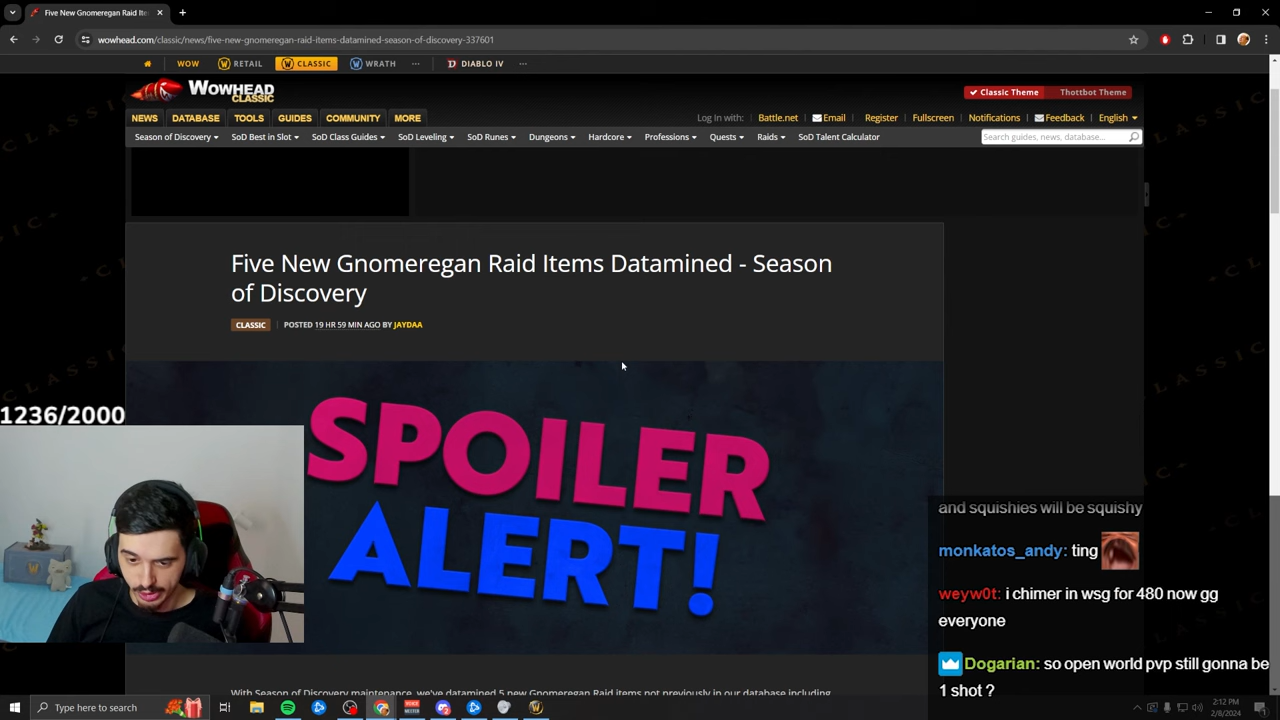 Five New Gnomeregan Raid Ite
wowhead.com/classic/news/five-new-gnomeregan-raid-items-datamined-season-of-discovery-337601
WOW RETAIL CLASSIC WRATH DIABLO IV
WOWHEAD
CLASSIC
Classic Theme Thottbot Theme
NEWS DATABASE TOOLS GUIDES COMMUNITY MORE
Log In with: Battle.net Email Register Fullscreen Notifications Feedback English
Season of Discovery SoD Best in Slot SoD Class Guides SoD Leveling SoD Runes Dungeons Hardcore Professions Quests Raids SoD Talent Calculator
Search guides, news, database...
Five New Gnomeregan Raid Items Datamined - Season
of Discovery
CLASSIC POSTED 19 HR 59 MIN AGO BY JAYDAA
SPOILER
ALERT!
1236/2000
and squishies will be squishy
monkatos_andy: ting
weyw0t: i chimer in wsg for 480 now gg
everyone
Dogarian: so open world pvp still gonna be
1 shot ?
With Season of Discovery maintenance, we've datamined 5 new Gnomeregan Raid items not previously in our database including
Type here to search
2:12 PM
2/8/2024